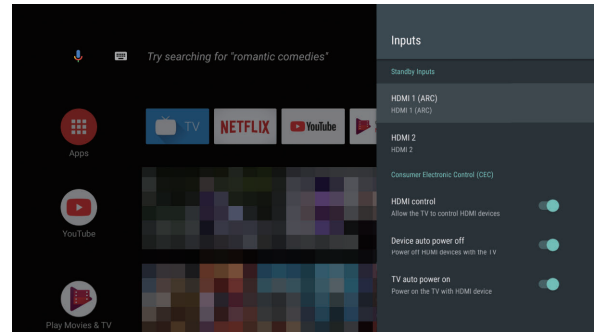 Try searching for "romantic comedies"
Apps
TV
NETFLIX
YouTube
YouTube
Play Movies & TV
Inputs
Standby Inputs
HDMI 1 (ARC)
HDMI 1 (ARC)
HDMI 2
HDMI 2
Consumer Electronic Control (CEC)
HDMI control
Allow the TV to control HDMI devices
Device auto power off
Power off HDMI devices with the TV
TV auto power on
Power on the TV with HDMI device